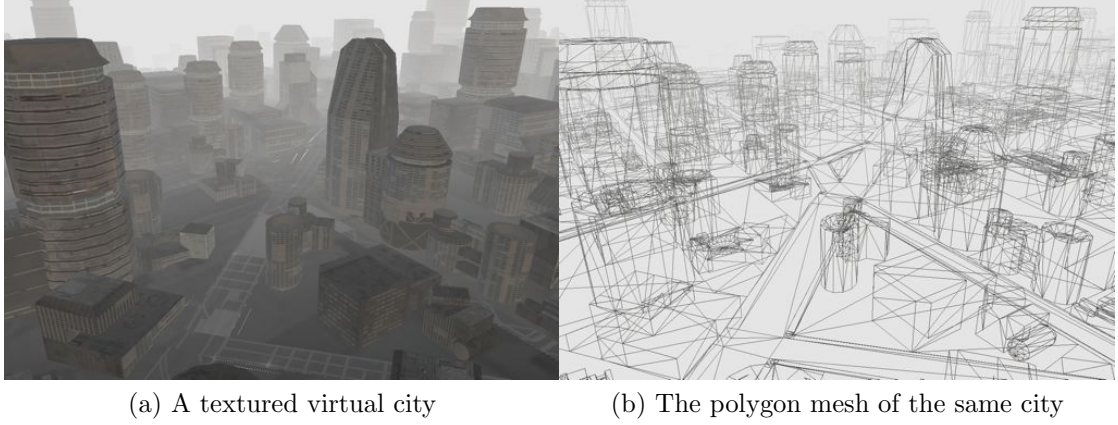 (a) A textured virtual city
(b) The polygon mesh of the same city